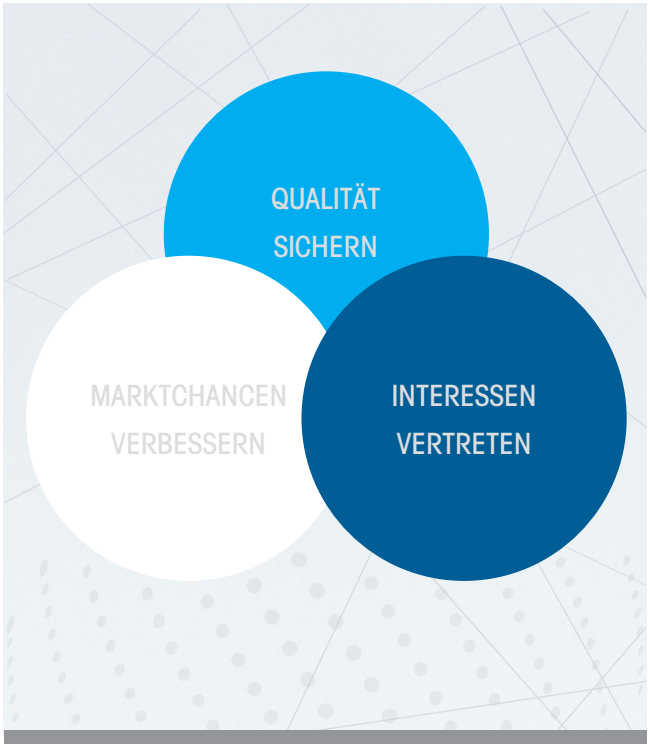 QUALITÄT
SICHERN
MARKTCHANCEN
VERBESSERN
INTERESSEN
VERTRETEN